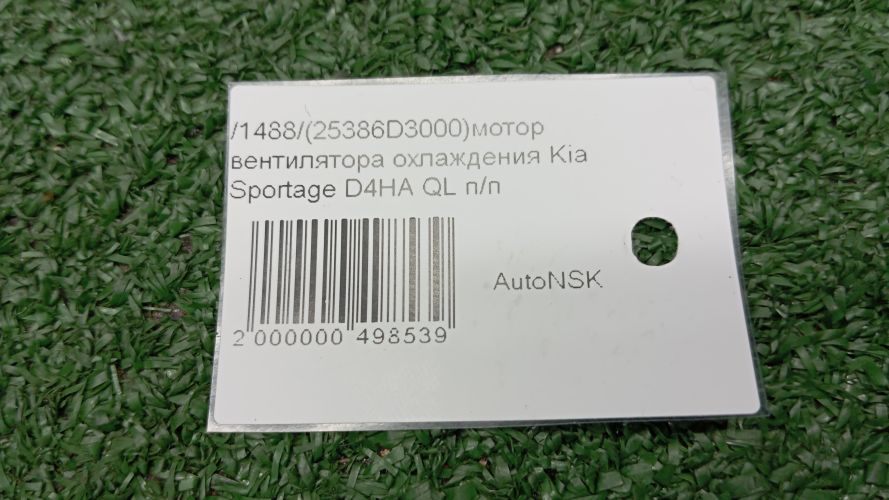 /1488/(25386D3000)мотор
вентилятора охлаждения Kia
Sportage D4HA QL п/п
AutoNSK
2 000000 498539